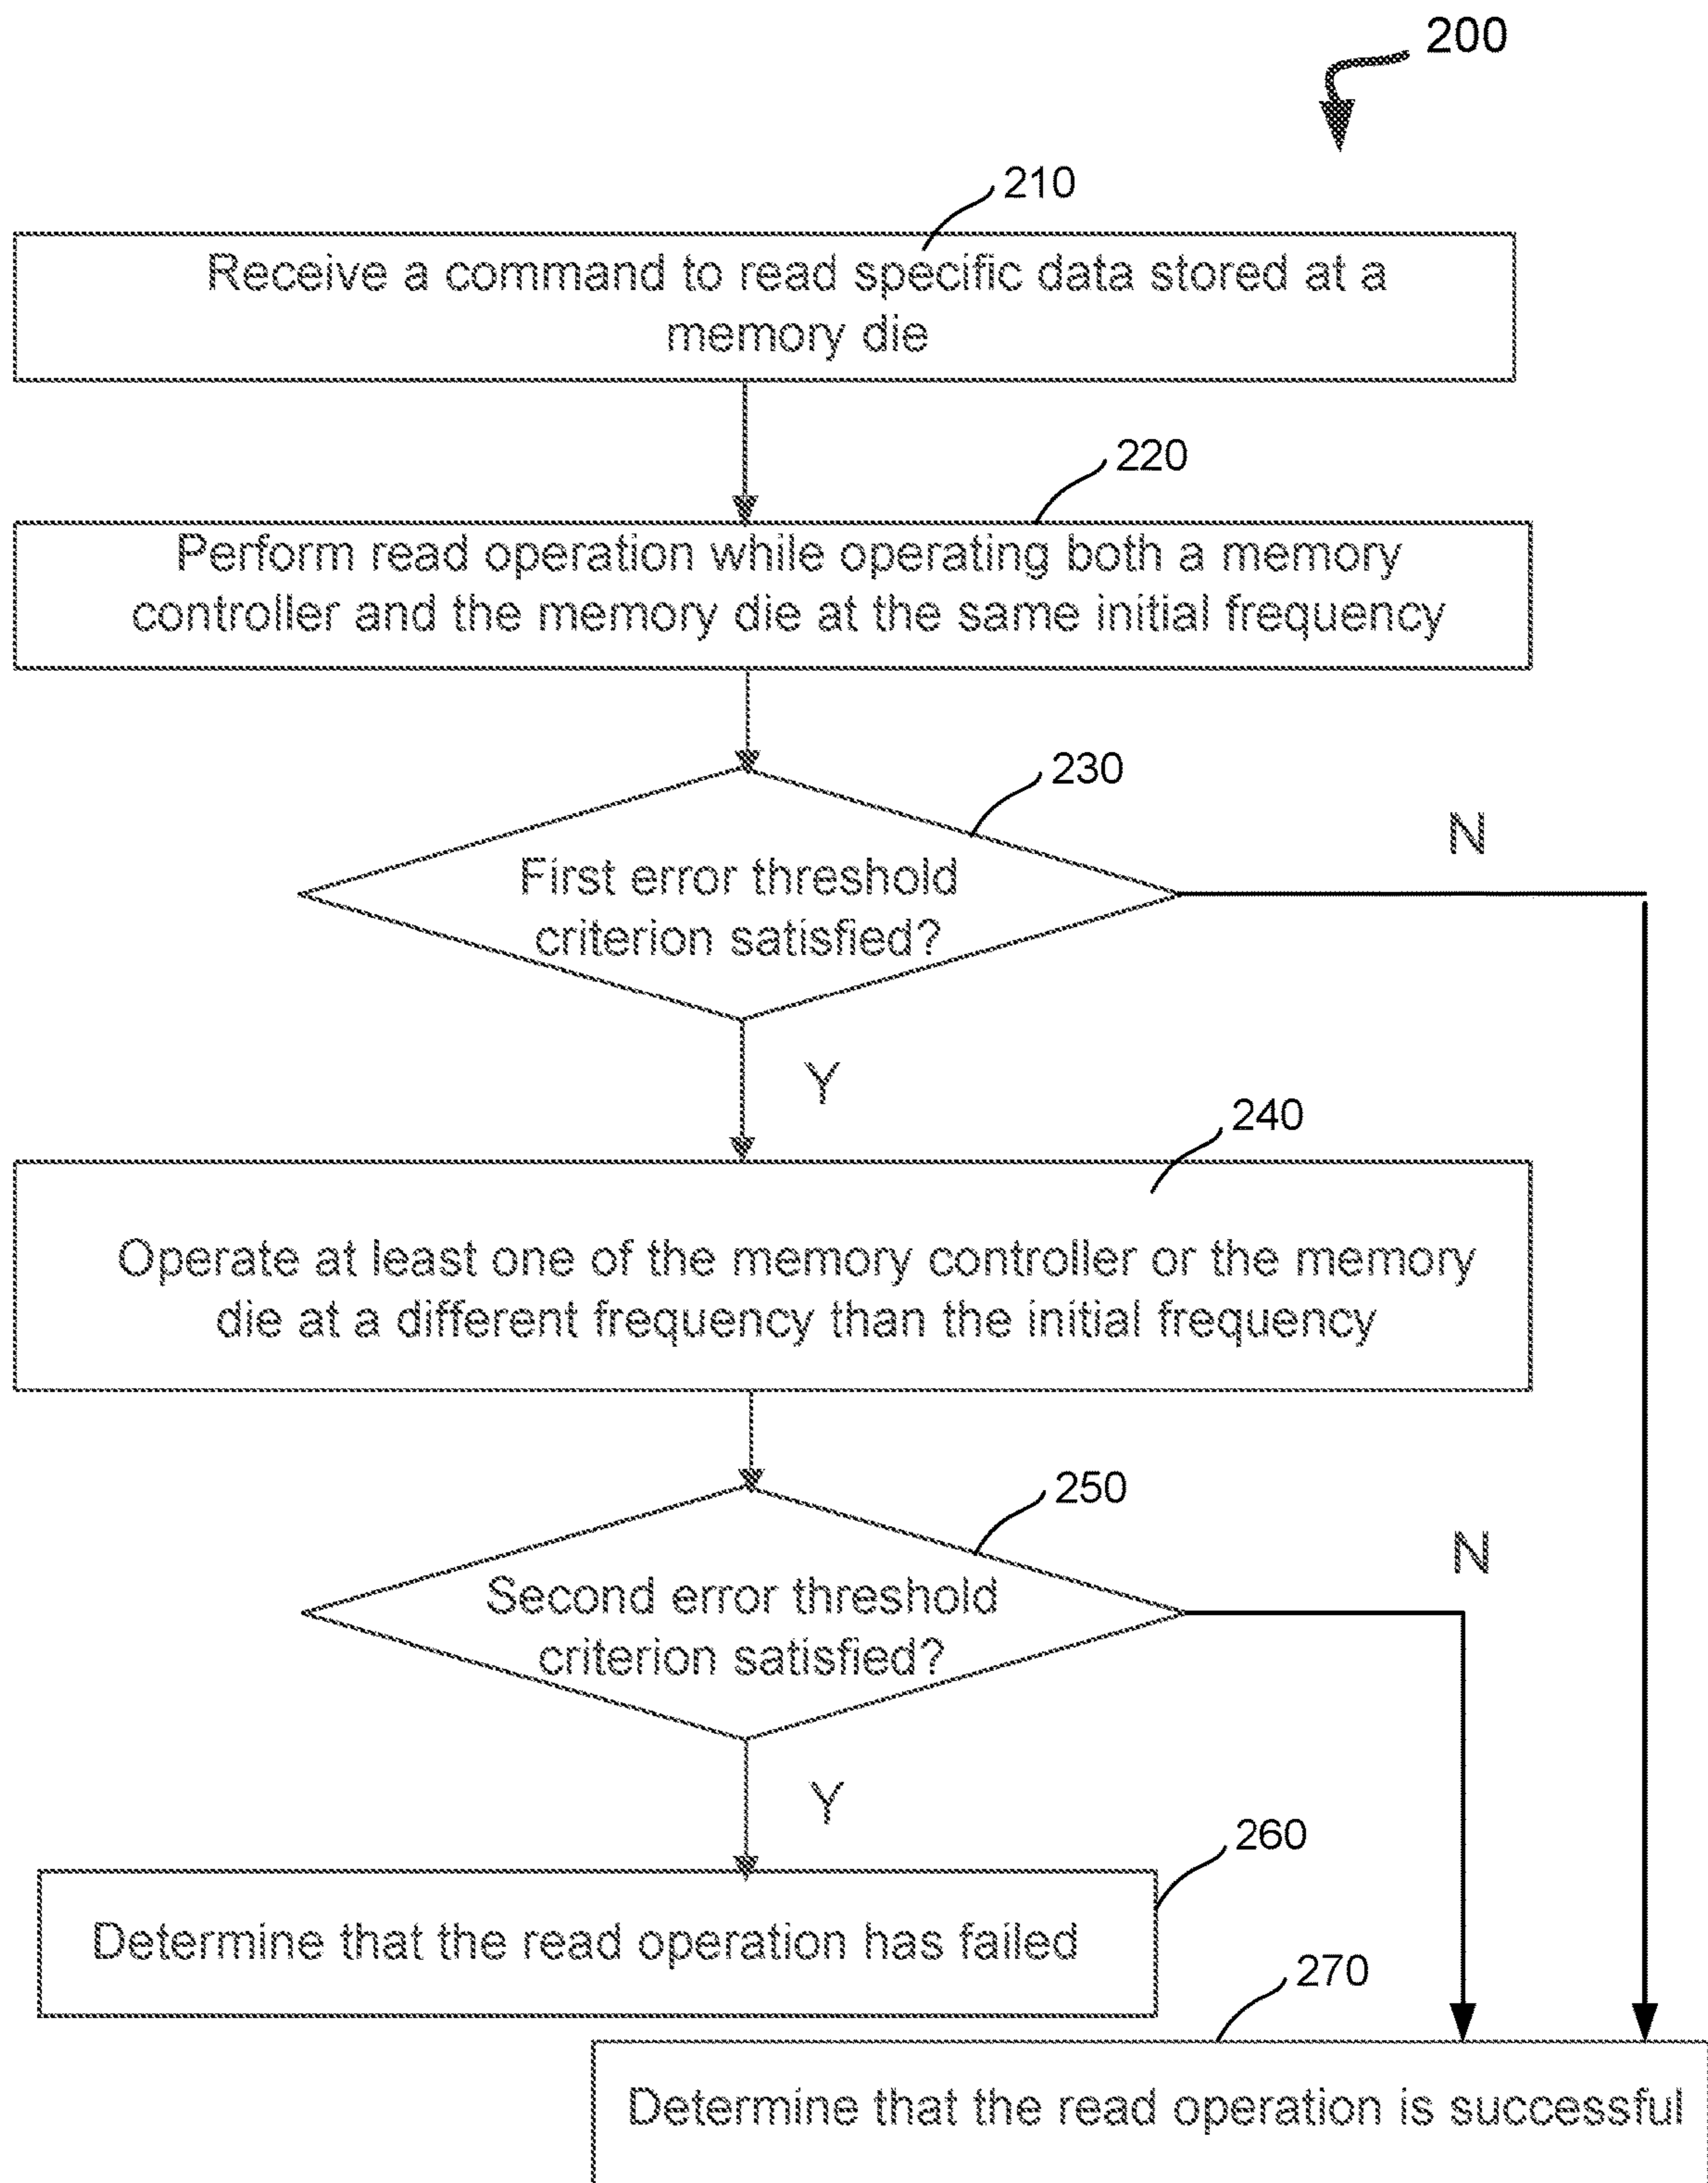 200
210
Receive a command to read specific data stored at a
memory die
220
Perform read operation while operating both a memory
controller and the memory die at the same initial frequency
230
N
First error threshold
criterion satisfied?
Y
240
Operate at least one of the memory controller or the memory
die at a different frequency than the initial frequency
250
N
Second error threshold
criterion satisfied?
Y
260
Determine that the read operation has failed
270
Determine that the read operation is successful